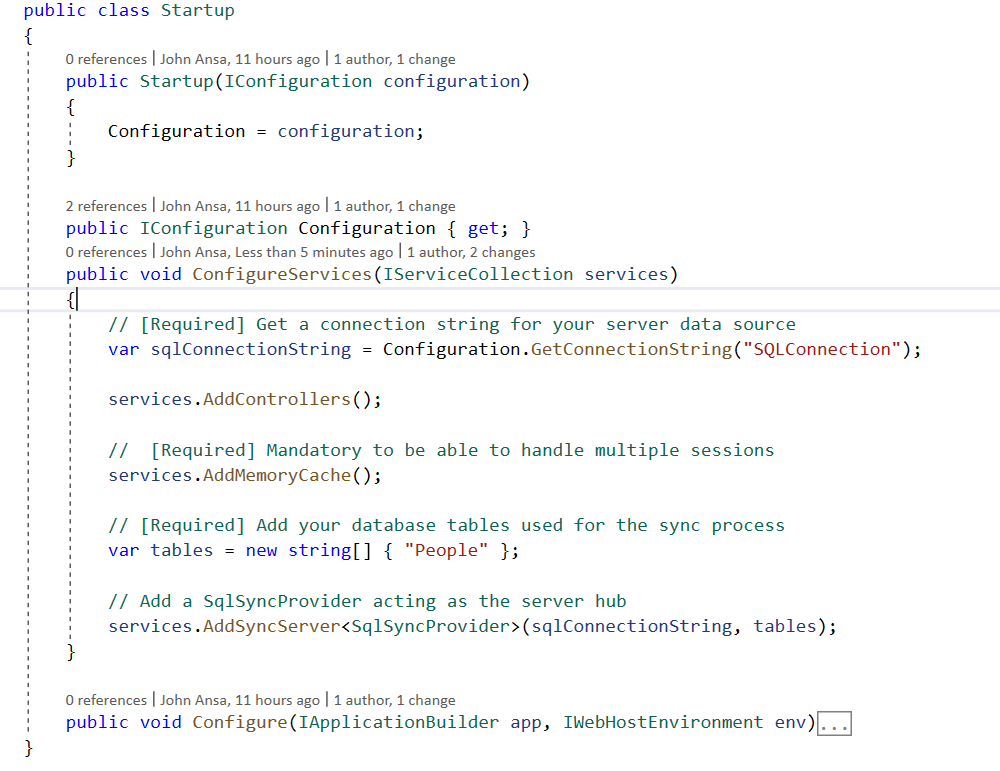 public class Startup
{
0 references | John Ansa, 11 hours ago | 1 author, 1 change
public Startup(IConfiguration configuration)
{
Configuration = configuration;
}
2 references | John Ansa, 11 hours ago | 1 author, 1 change
public IConfiguration Configuration { get; }
0 references | John Ansa, Less than 5 minutes ago | 1 author, 2 changes
public void ConfigureServices(IServiceCollection services)
{
// [Required] Get a connection string for your server data source
var sqlConnectionString = Configuration.GetConnectionString("SQLConnection");
services.AddControllers();
//  [Required] Mandatory to be able to handle multiple sessions
services.AddMemoryCache();
// [Required] Add your database tables used for the sync process
var tables = new string[] { "People" };
// Add a SqlSyncProvider acting as the server hub
services.AddSyncServer<SqlSyncProvider>(sqlConnectionString, tables);
}
0 references | John Ansa, 11 hours ago | 1 author, 1 change
public void Configure(IApplicationBuilder app, IWebHostEnvironment env)...
}